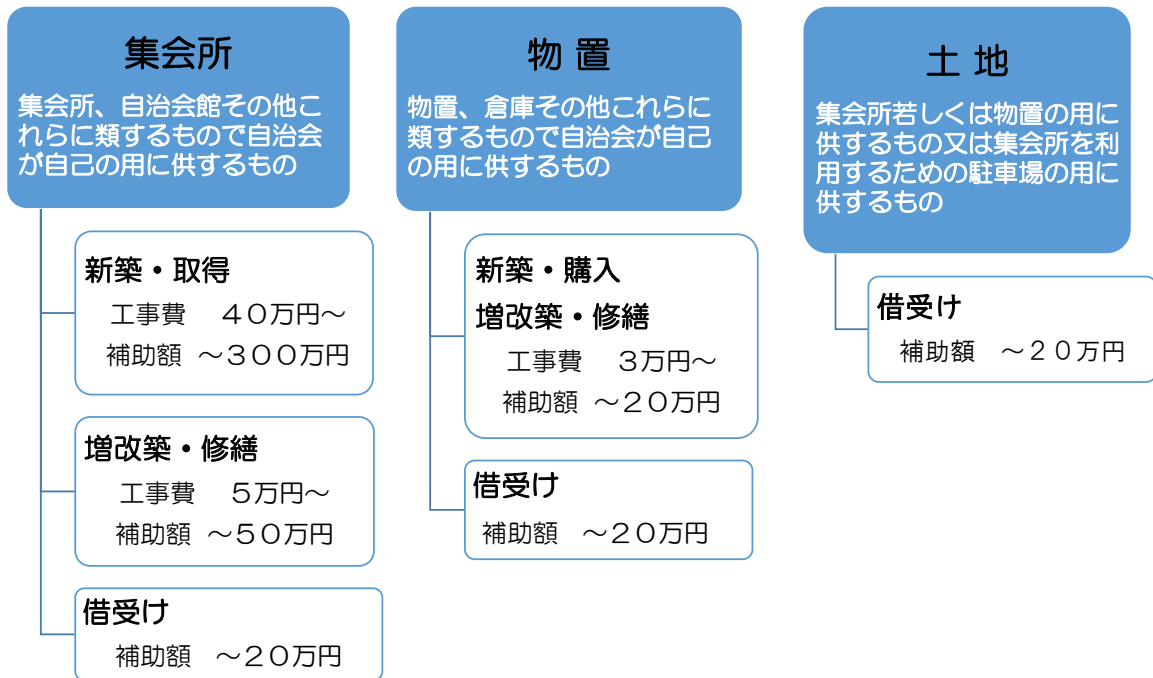 集会所
集会所、自治会館その他こ
れらに類するもので自治会
が自己の用に供するもの
新築・取得
工事費　４０万円～
補助額 ～３００万円
増改築・修繕
工事費　５万円～
補助額 ～５０万円
借受け
補助額　～２０万円
物 置
物置、倉庫その他これらに
類するもので自治会が自己
の用に供するもの
新築・購入
増改築・修繕
工事費　３万円～
補助額 ～２０万円
借受け
補助額　～２０万円
土 地
集会所若しくは物置の用に
供するもの又は集会所を利
用するための駐車場の用に
供するもの
借受け
補助額　～２０万円